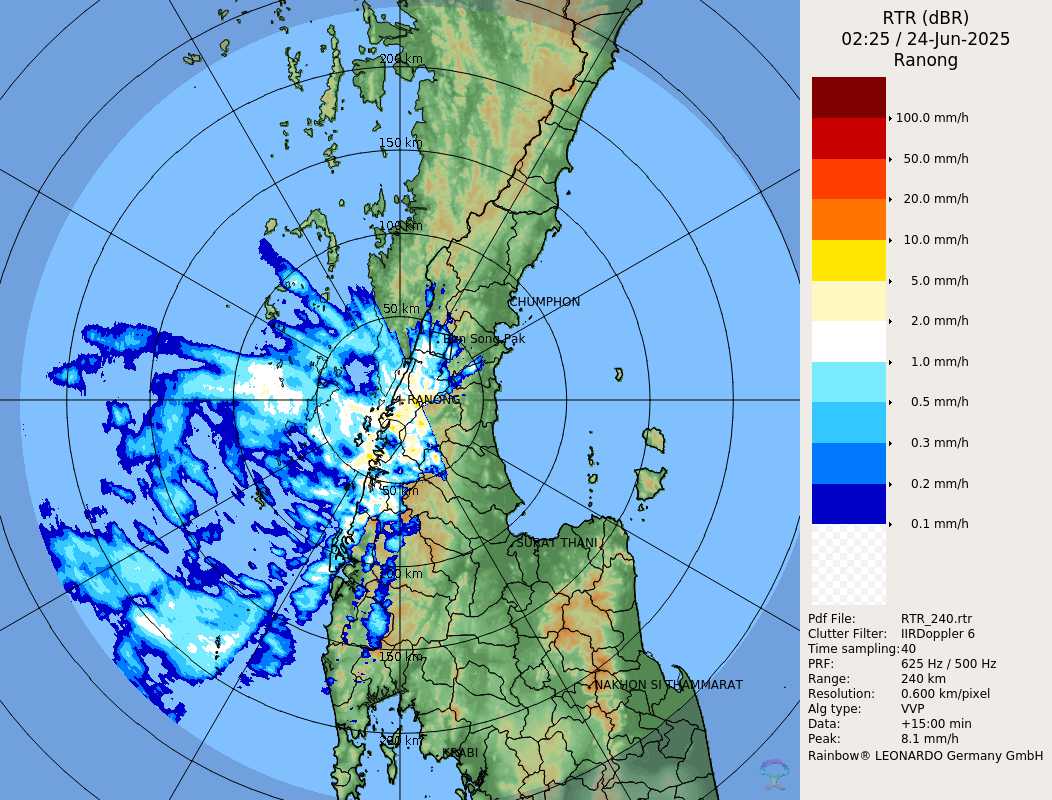 RTR (dBR)
02:25 / 24-Jun-2025
Ranong
100.0 mm/h
50.0 mm/h
20.0 mm/h
10.0 mm/h
5.0 mm/h
2.0 mm/h
1.0 mm/h
0.5 mm/h
0.3 mm/h
0.2 mm/h
0.1 mm/h
Pdf File: RTR_240.rtr
Clutter Filter: IIRDoppler 6
Time sampling:40
PRF: 625 Hz / 500 Hz
Range: 240 km
Resolution: 0.600 km/pixel
Alg type: VVP
Data: +15:00 min
Peak: 8.1 mm/h
Rainbow® LEONARDO Germany GmbH
200 km
150 km
100 km
50 km
CHUMPHON
Ban Song Pak
RANONG
50 km
SURAT THANI
100 km
150 km
NAKHON SI THAMMARAT
200 km
KRABI